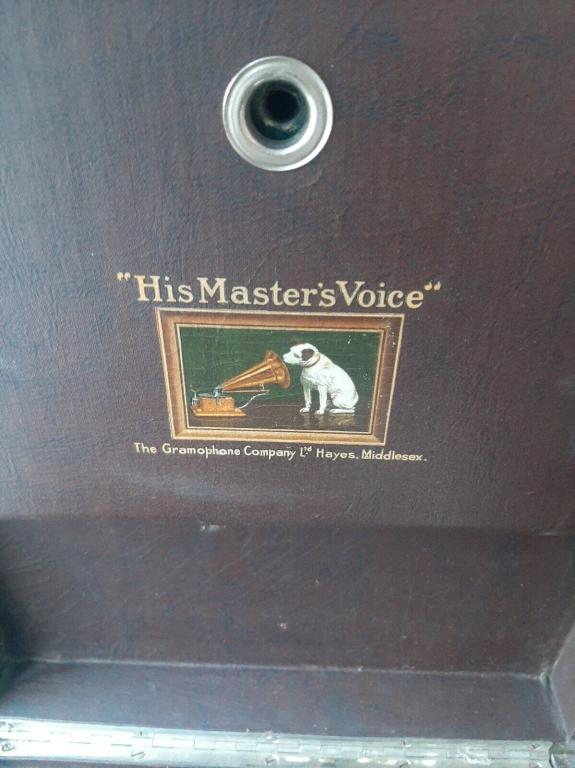 "His Master's Voice"
The Gramophone Company Ltd Hayes. Middlesex.